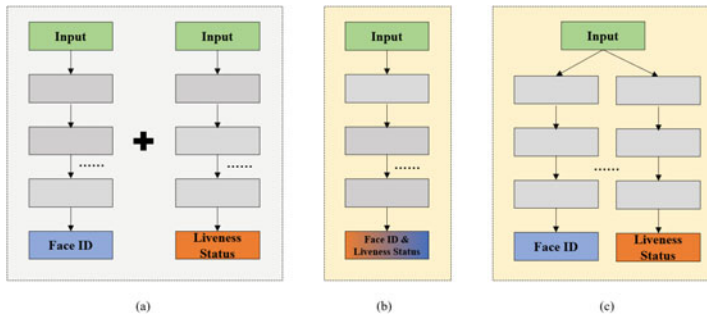 Input Input Input Input
......
......
......
Face ID
Liveness
Status
Face ID &
Liveness Status
Face ID
Liveness
Status
(a) (b) (c)